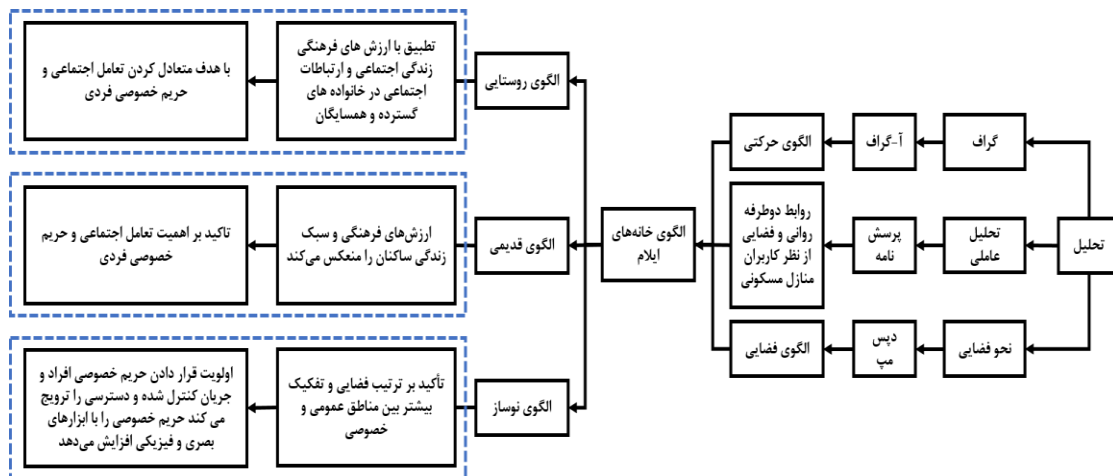 تحلیل
گراف
آ-گراف
الگوی حرکتی
تحلیل
عاملی
پرسش
نامه
روابط دوطرفه
روانی و فضایی
از نظر کاربران
منازل مسکونی
نحو فضایی
دپس
مپ
الگوی فضایی
الگوی خانه‌های
ایلام
الگوی روستایی
تطبیق با ارزش های فرهنگی
زندگی اجتماعی و ارتباطات
اجتماعی در خانواده های
گسترده و همسایگان
با هدف متعادل کردن تعامل اجتماعی و
حریم خصوصی فردی
الگوی قدیمی
ارزش‌های فرهنگی و سبک
زندگی ساکنان را منعکس می‌کند
تاکید بر اهمیت تعامل اجتماعی و حریم
خصوصی فردی
الگوی نوساز
تأکید بر ترتیب فضایی و تفکیک
بیشتر بین مناطق عمومی و
خصوصی
اولویت قرار دادن حریم خصوصی افراد و
جریان کنترل شده و دسترسی را ترویج
می کند حریم خصوصی را با ابزارهای
بصری و فیزیکی افزایش می‌دهد